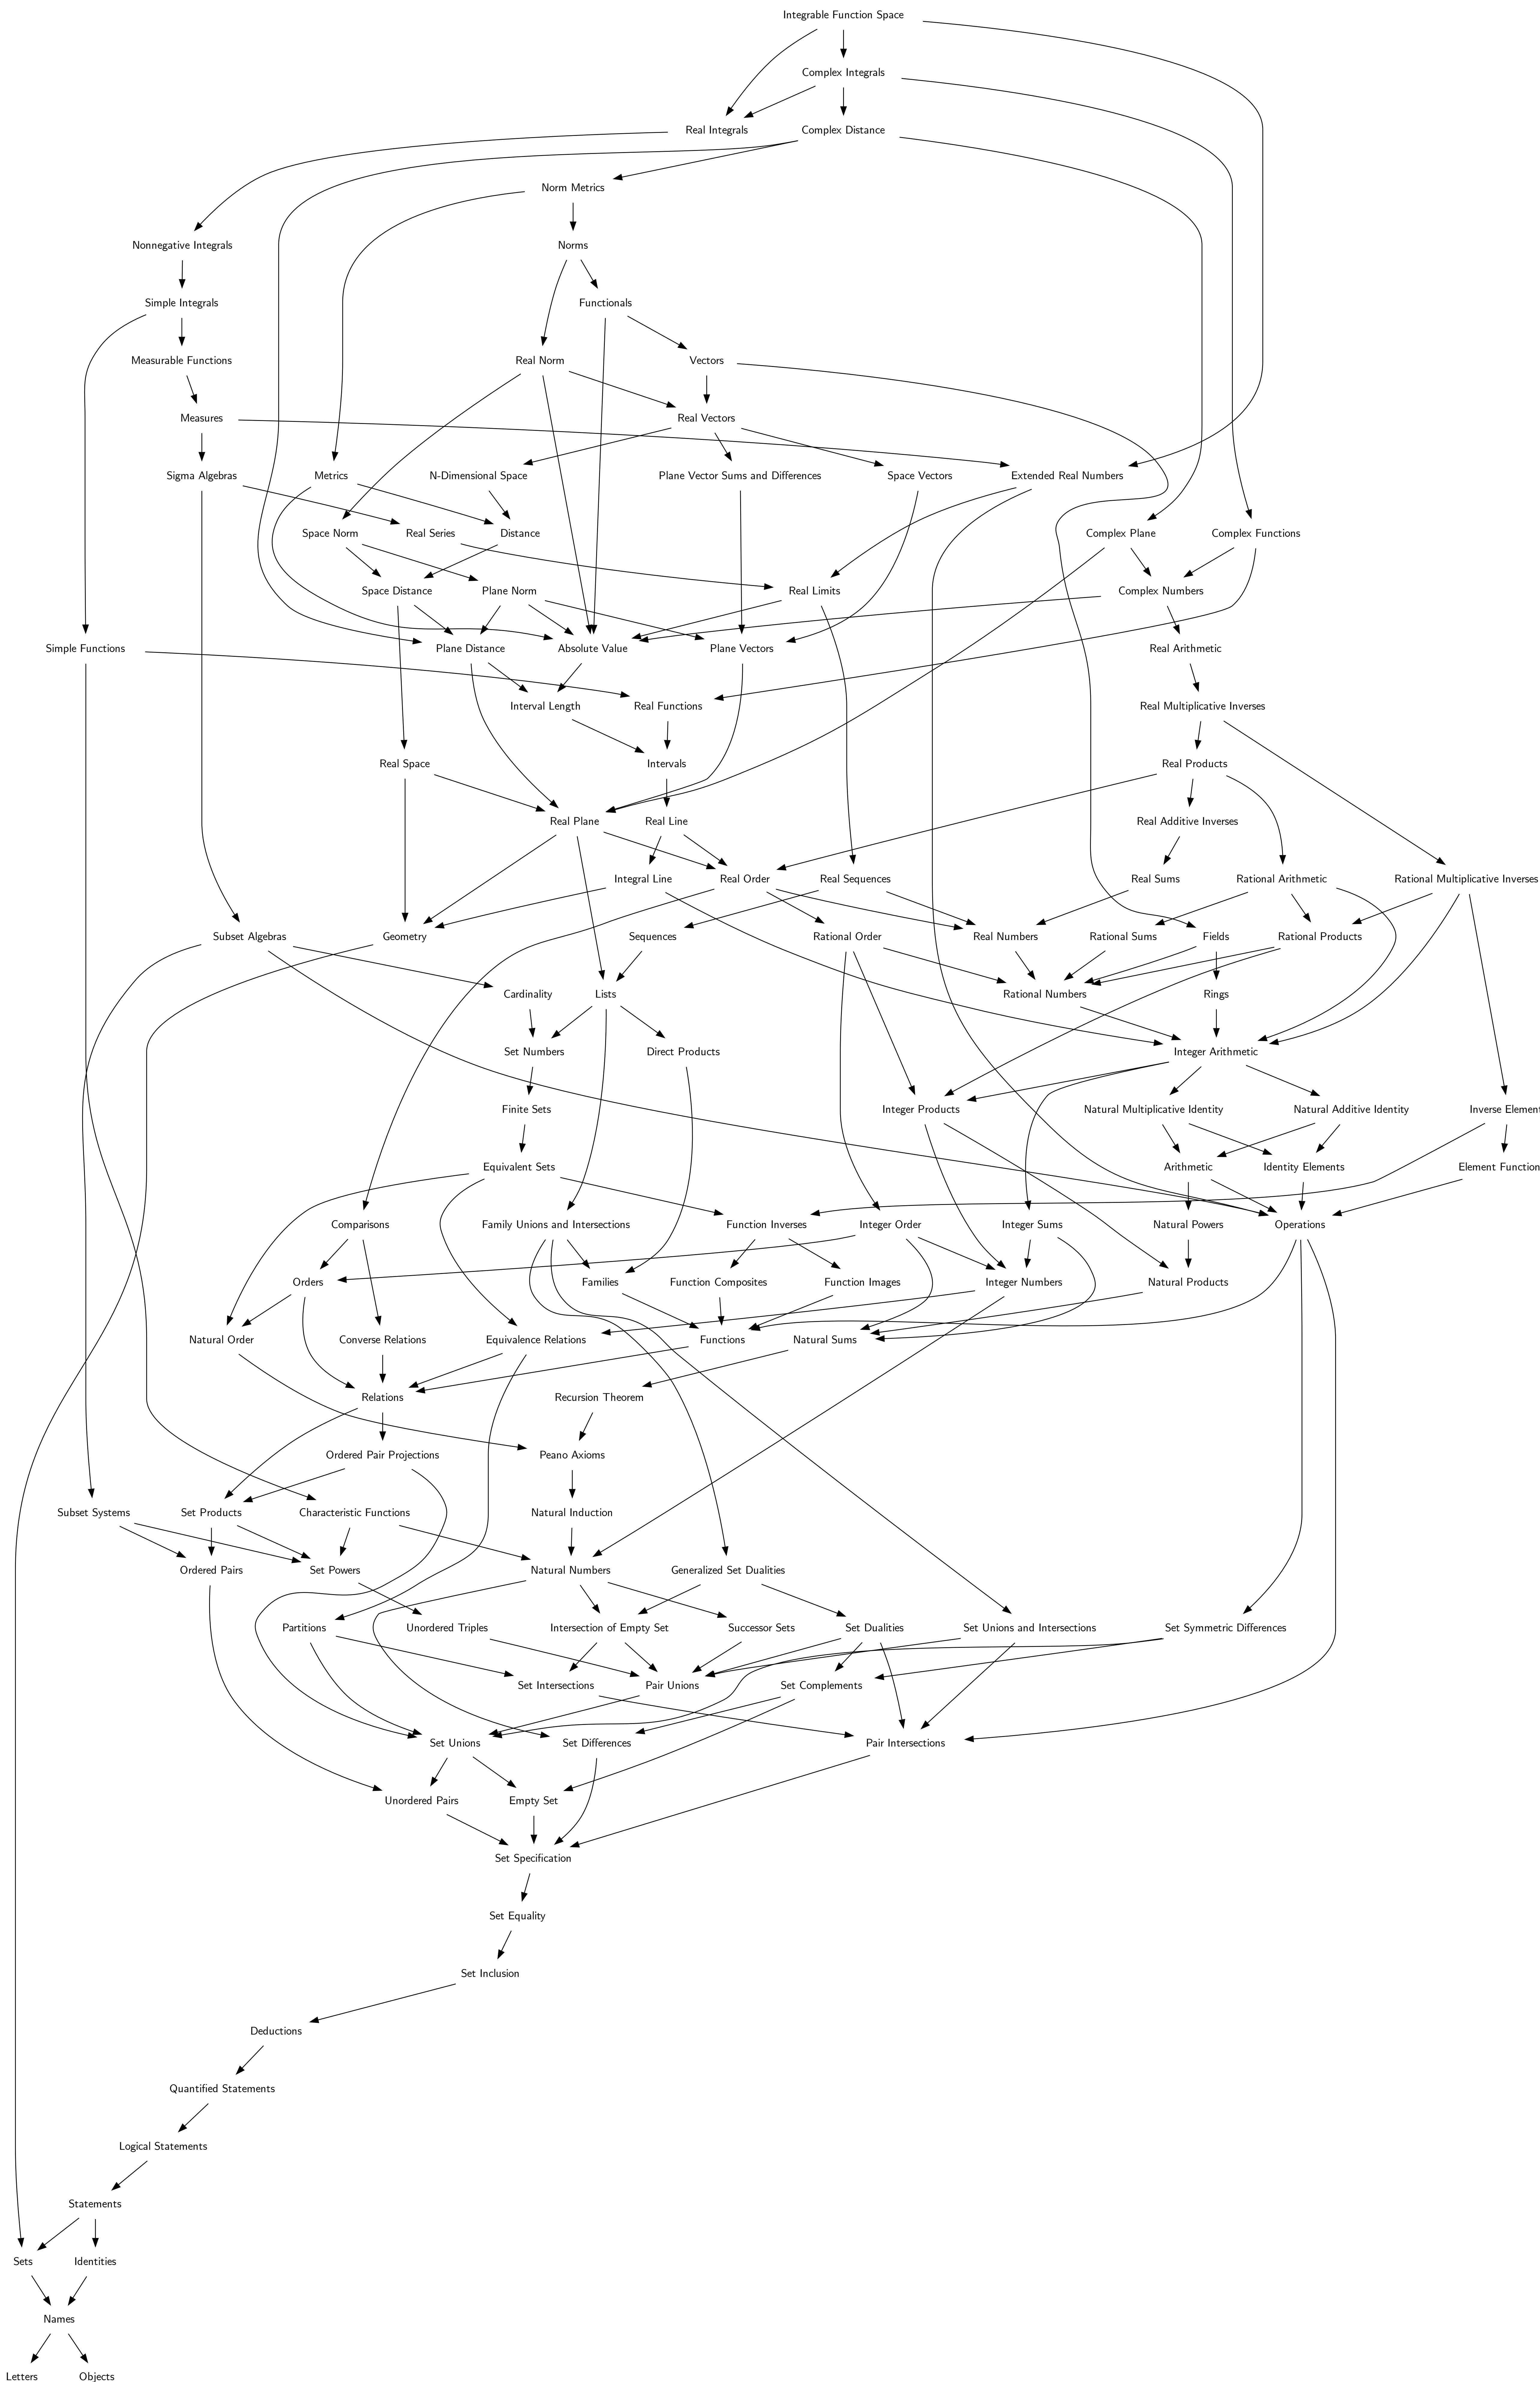 Integrable Function Space
Complex Integrals
Real Integrals
Complex Distance
Norm Metrics
Nonnegative Integrals
Norms
Simple Integrals
Functionals
Measurable Functions
Real Norm
Vectors
Measures
Real Vectors
Sigma Algebras
Metrics
N-Dimensional Space
Plane Vector Sums and Differences
Space Vectors
Extended Real Numbers
Space Norm
Real Series
Distance
Complex Plane
Complex Functions
Space Distance
Plane Norm
Real Limits
Complex Numbers
Simple Functions
Plane Distance
Absolute Value
Plane Vectors
Real Arithmetic
Interval Length
Real Functions
Real Multiplicative Inverses
Real Space
Intervals
Real Products
Real Plane
Real Line
Real Additive Inverses
Integral Line
Real Order
Real Sequences
Real Sums
Rational Arithmetic
Rational Multiplicative Inverses
Subset Algebras
Geometry
Sequences
Rational Order
Real Numbers
Rational Sums
Fields
Rational Products
Cardinality
Lists
Rational Numbers
Rings
Set Numbers
Direct Products
Integer Arithmetic
Finite Sets
Integer Products
Natural Multiplicative Identity
Natural Additive Identity
Inverse Element
Equivalent Sets
Arithmetic
Identity Elements
Element Function
Comparisons
Family Unions and Intersections
Function Inverses
Integer Order
Integer Sums
Natural Powers
Operations
Orders
Families
Function Composites
Function Images
Integer Numbers
Natural Products
Natural Order
Converse Relations
Equivalence Relations
Functions
Natural Sums
Relations
Recursion Theorem
Ordered Pair Projections
Peano Axioms
Subset Systems
Set Products
Characteristic Functions
Natural Induction
Ordered Pairs
Set Powers
Natural Numbers
Generalized Set Dualities
Partitions
Unordered Triples
Intersection of Empty Set
Successor Sets
Set Dualities
Set Unions and Intersections
Set Symmetric Differences
Set Intersections
Pair Unions
Set Complements
Set Unions
Set Differences
Pair Intersections
Unordered Pairs
Empty Set
Set Specification
Set Equality
Set Inclusion
Deductions
Quantified Statements
Logical Statements
Statements
Sets
Identities
Names
Letters
Objects